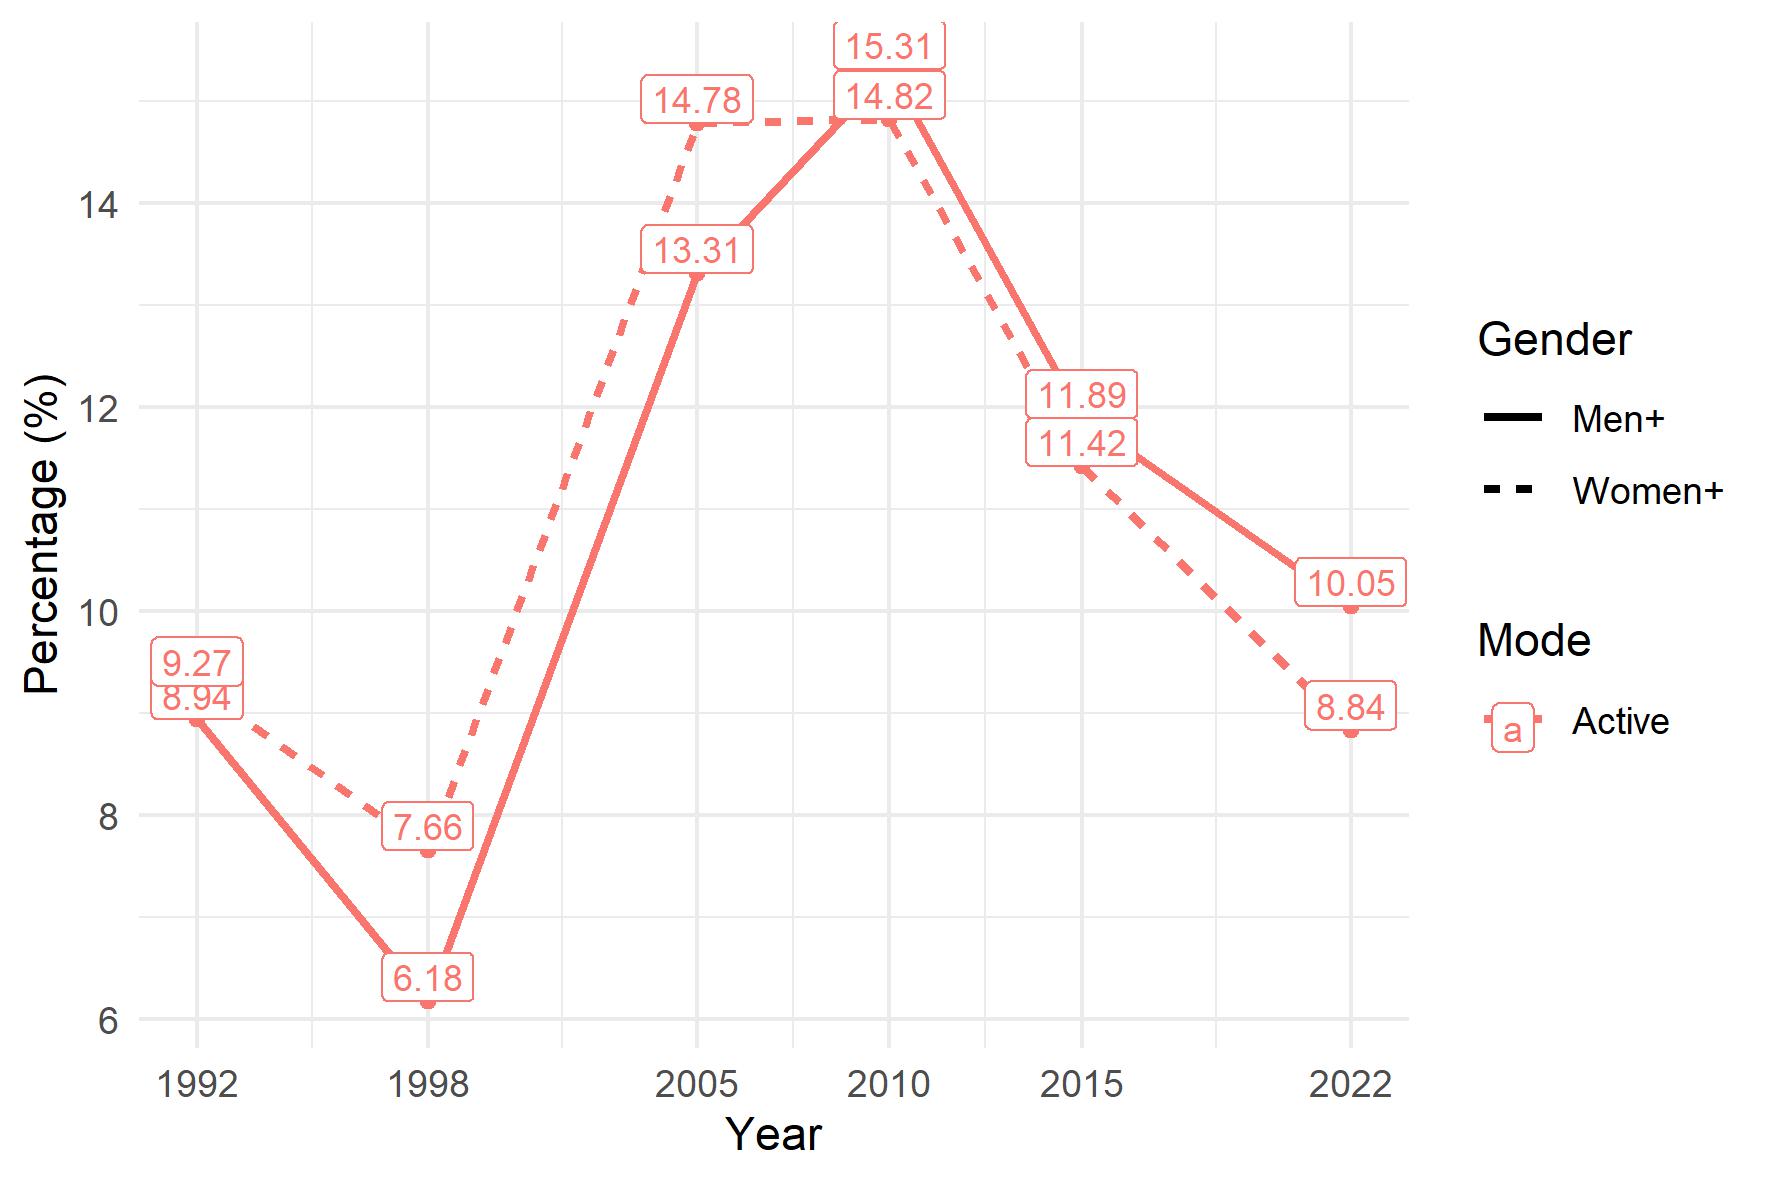 Percentage (%)
14
12
10
8
6
15.31
14.78
14.82
13.31
11.89
11.42
10.05
9.27
8.94
8.84
7.66
6.18
1992 1998 2005 2010 2015 2022
Year
Gender
Men+
Women+
Mode
a Active